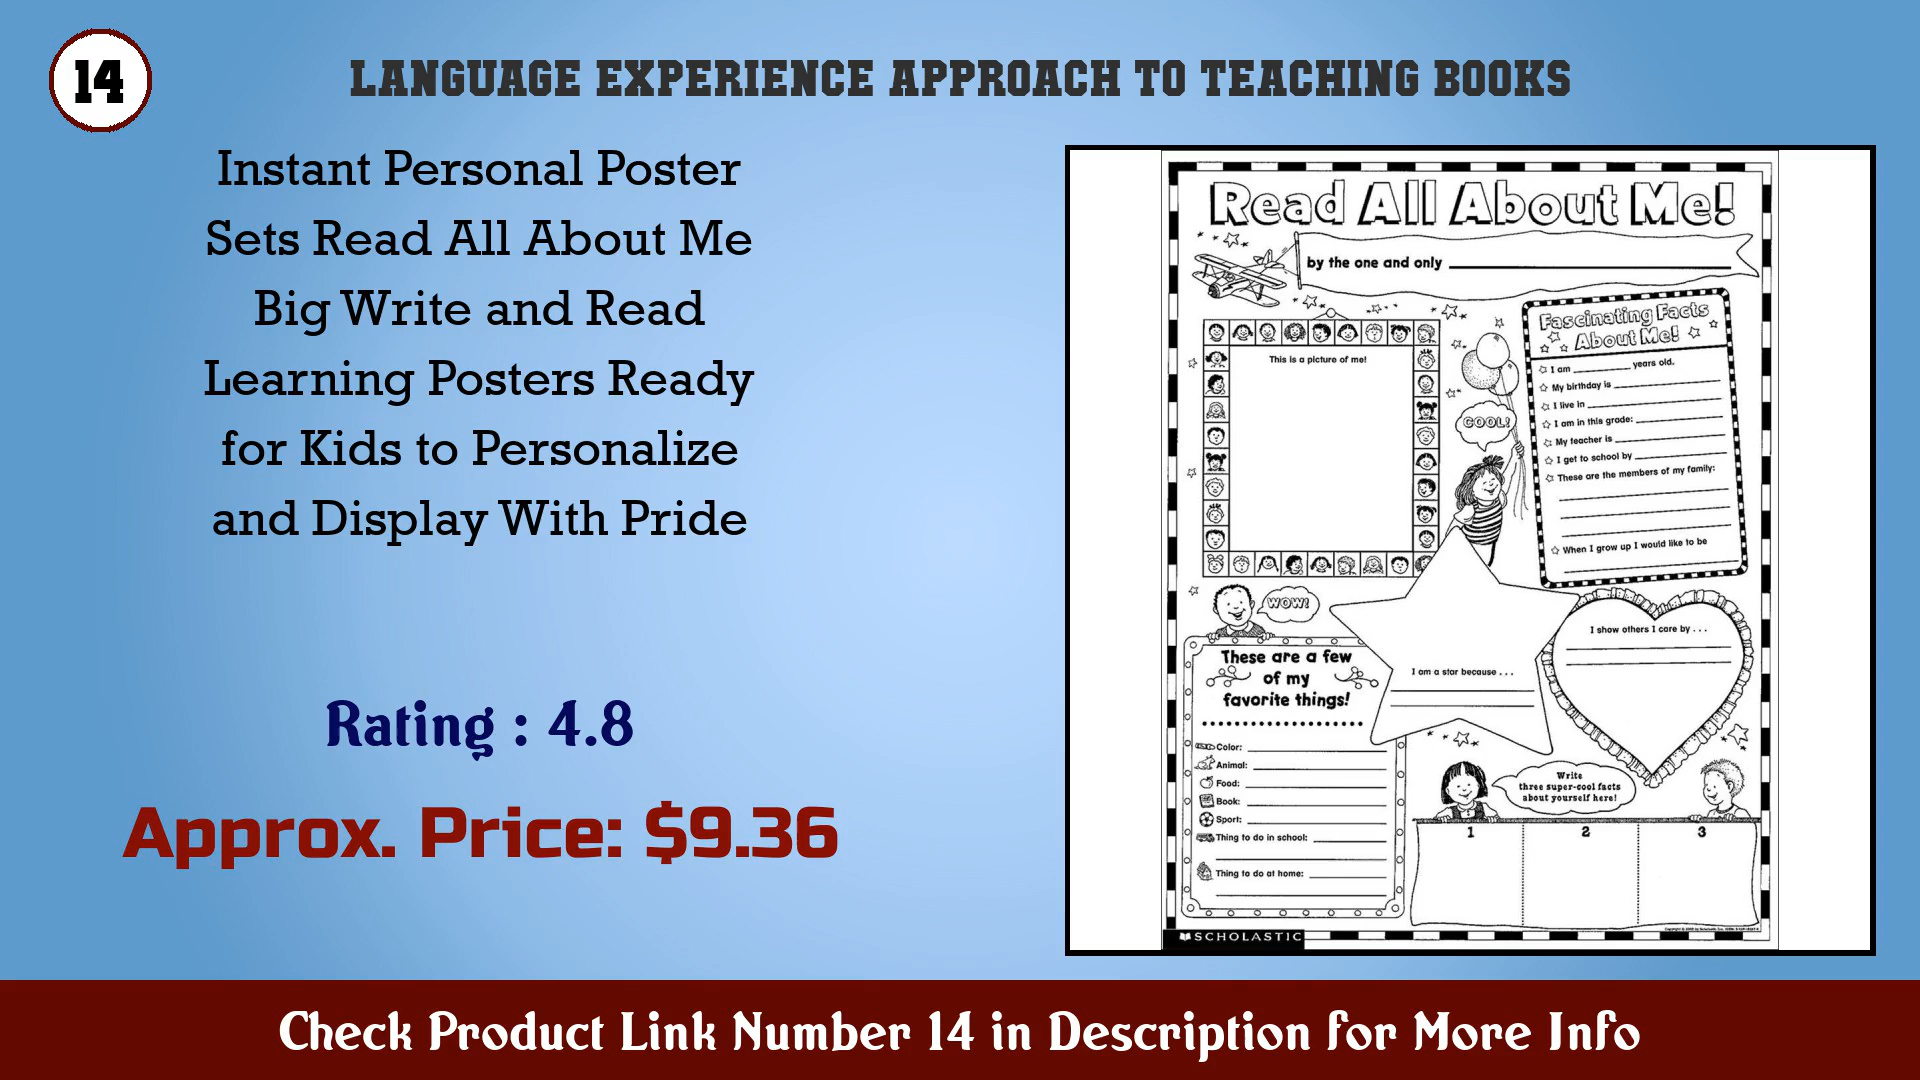 14
LANGUAGE EXPERIENCE APPROACH TO TEACHING BOOKS
Instant Personal Poster
Sets Read All About Me
Big Write and Read
Learning Posters Ready
for Kids to Personalize
and Display With Pride
Rating : 4.8
Approx. Price: $9.36
Read All About Me!
by the one and only
This is a picture of me!
COOL!
Fascinating Facts
About Me!
I am years old.
My birthday is
I live in
I am in this grade:
My teacher is
I get to school by
These are the members of my family:
When I grow up I would like to be
WOW!
These are a few
of my
favorite things!
Color:
Animal:
Food:
Book:
Sport:
Thing to do in school:
Thing to do at home:
I am a star because . . .
I show others I care by . . .
Write
three super-cool facts
about yourself here!
1 2 3
SCHOLASTIC
Check Product Link Number 14 in Description for More Info